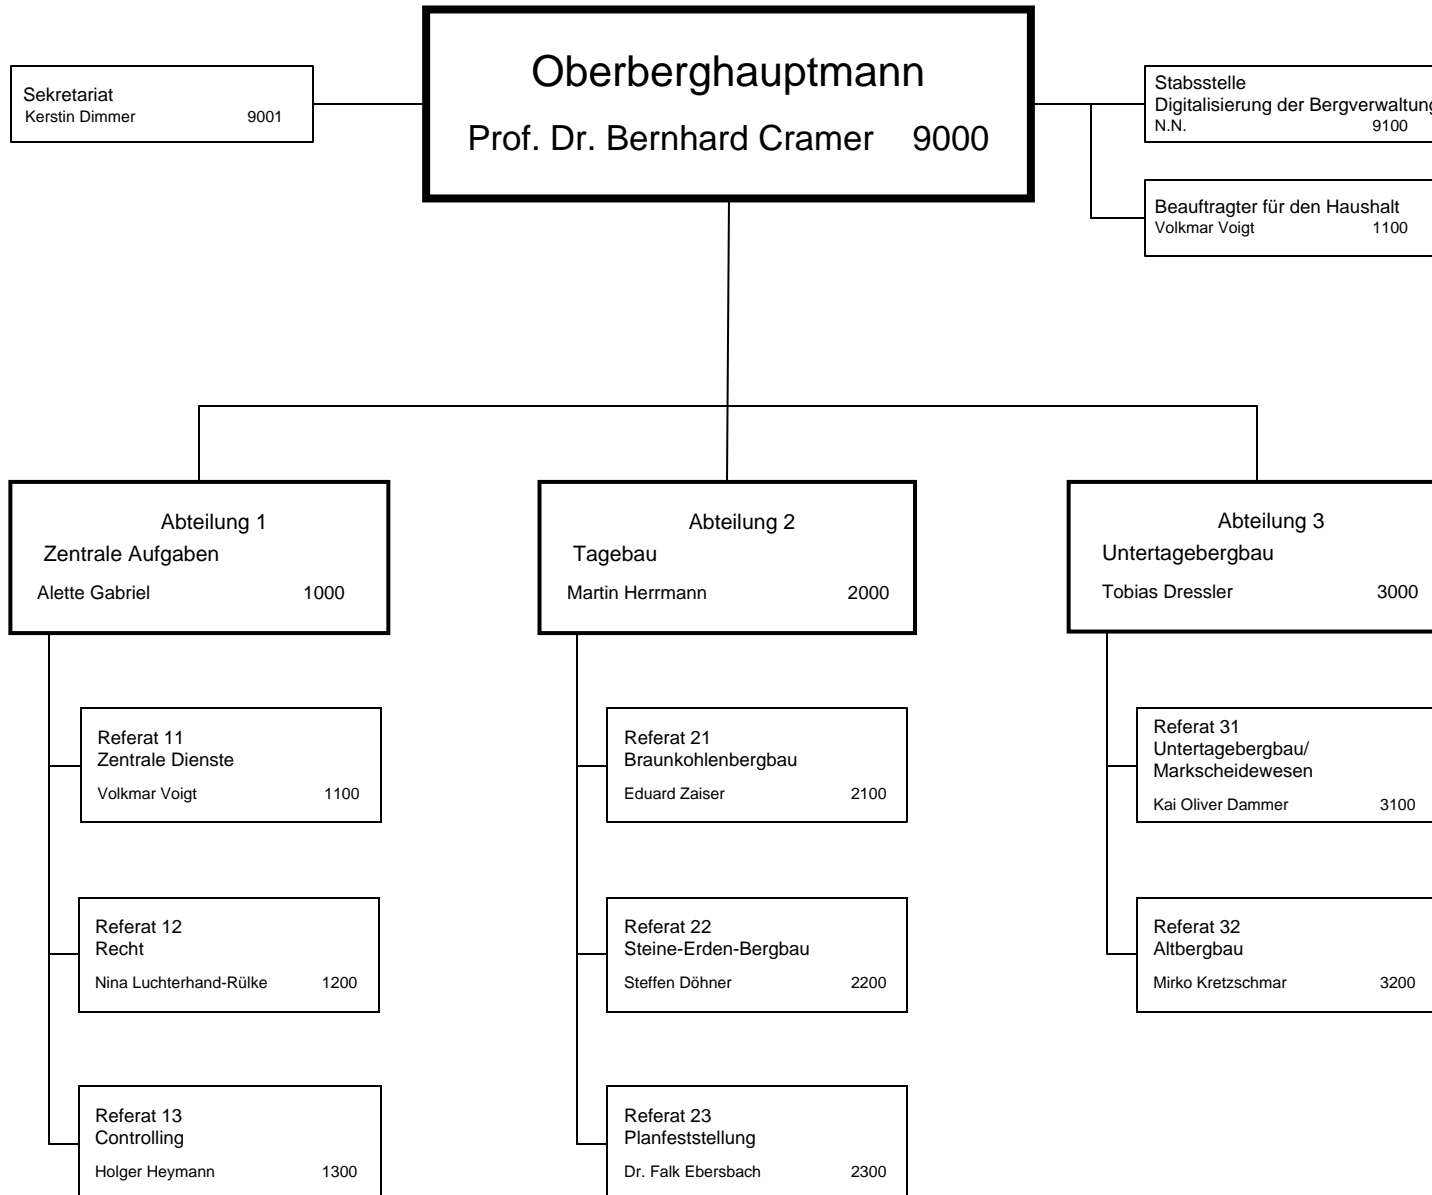 Oberberghauptmann
Prof. Dr. Bernhard Cramer 9000
Sekretariat
Kerstin Dimmer 9001
Stabsstelle
Digitalisierung der Bergverwaltung
N.N. 9100
Beauftragter für den Haushalt
Volkmar Voigt 1100
Abteilung 1
Zentrale Aufgaben
Alette Gabriel 1000
Referat 11
Zentrale Dienste
Volkmar Voigt 1100
Referat 12
Recht
Nina Luchterhand-Rülke 1200
Referat 13
Controlling
Holger Heymann 1300
Abteilung 2
Tagebau
Martin Herrmann 2000
Referat 21
Braunkohlenbergbau
Eduard Zaiser 2100
Referat 22
Steine-Erden-Bergbau
Steffen Döhner 2200
Referat 23
Planfeststellung
Dr. Falk Ebersbach 2300
Abteilung 3
Untertagebergbau
Tobias Dressler 3000
Referat 31
Untertagebergbau/
Markscheidewesen
Kai Oliver Dammer 3100
Referat 32
Altbergbau
Mirko Kretzschmar 3200